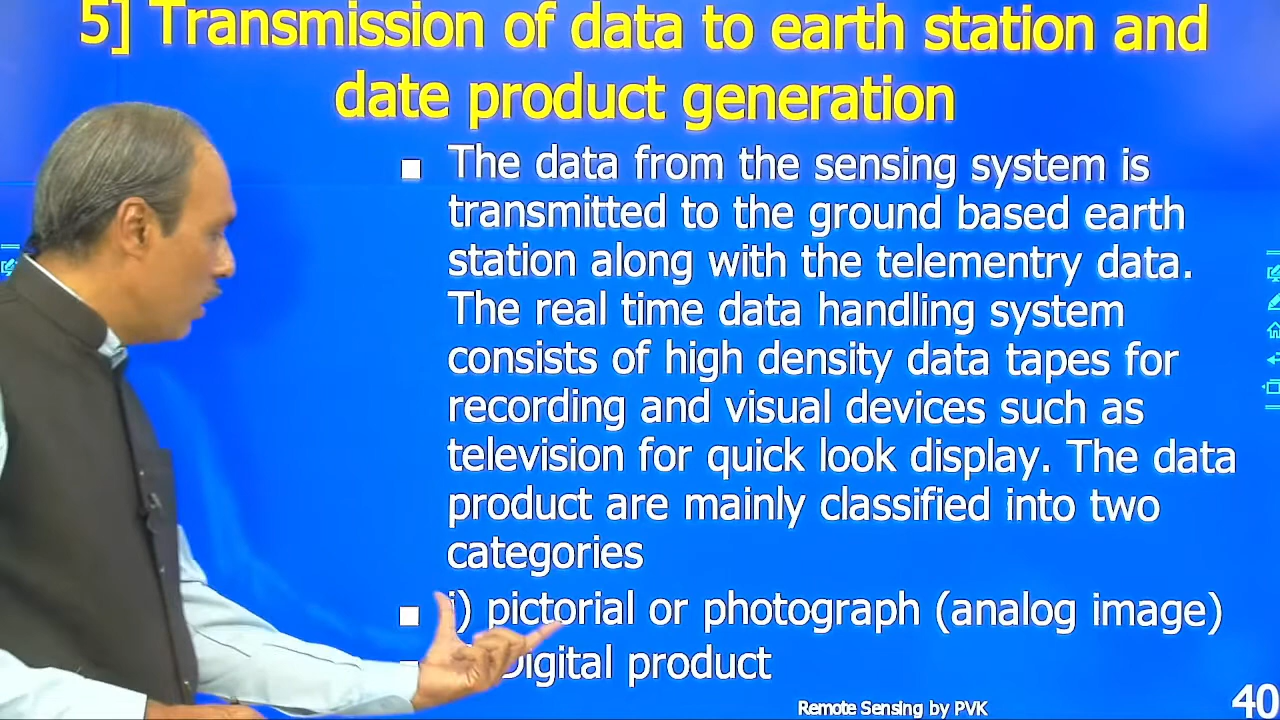 5] Transmission of data to earth station and
date product generation
The data from the sensing system is
transmitted to the ground based earth
station along with the telementry data.
The real time data handling system
consists of high density data tapes for
recording and visual devices such as
television for quick look display. The data
product are mainly classified into two
categories
i) pictorial or photograph (analog image)
Digital product
Remote Sensing by PVK
40